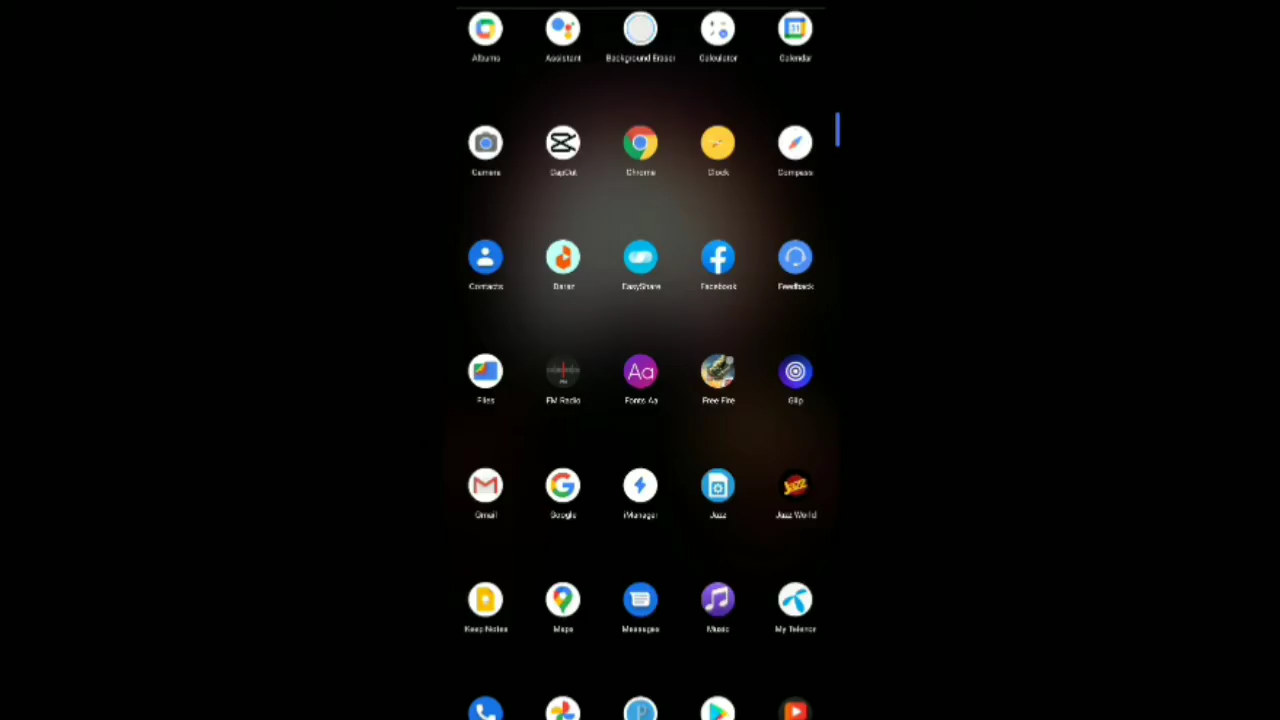 Albums Assistant Background Eraser Calculator Calendar
Camera CapCut Chrome Clock Compass
Contacts Daraz EasyShare Facebook Feedback
Files FM Radio Fonts Aa Free Fire Glip
Gmail Google iManager Jazz Jazz World
Keep Notes Maps Messages Music My Telenor